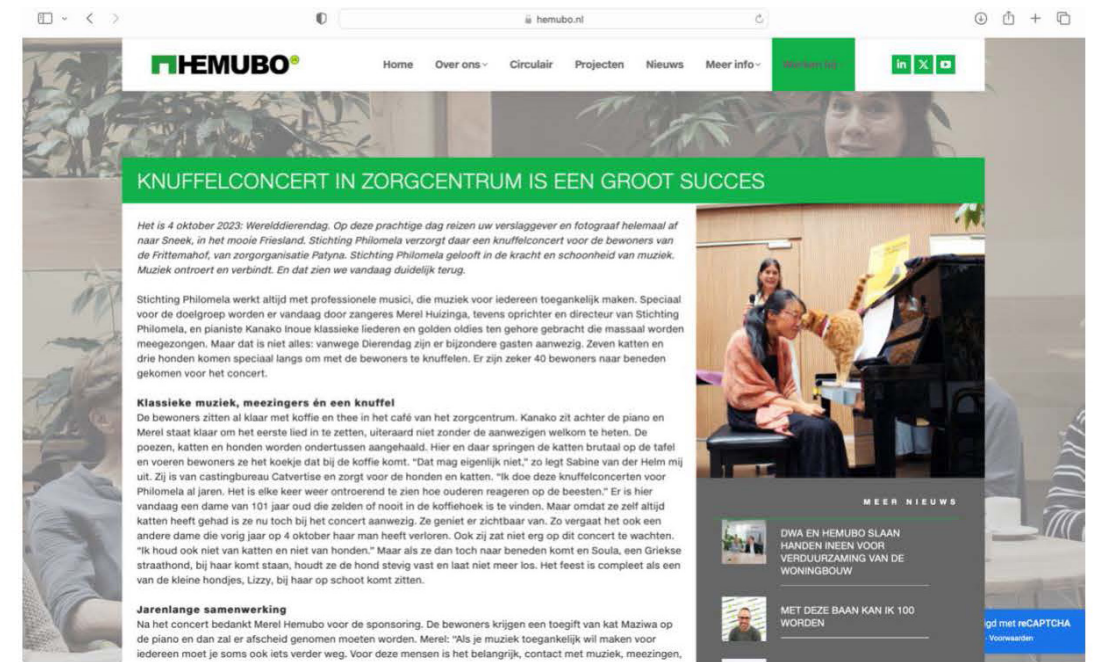 hemubo.nl
HEMUBO
Home Over ons Circulair Projecten Nieuws Meer info
KNUFFELCONCERT IN ZORGCENTRUM IS EEN GROOT SUCCES
Het is 4 oktober 2023: Werelddierendag. Op deze prachtige dag reizen uw verslaggever en fotograaf helemaal af
naar Sneek, in het mooie Friesland. Stichting Philomela verzorgt daar een knuffelconcert voor de bewoners van
de Frittemahof, van zorgorganisatie Patyna. Stichting Philomela gelooft in de kracht en schoonheid van muziek.
Muziek ontroert en verbindt. En dat zien we vandaag duidelijk terug.
Stichting Philomela werkt altijd met professionele musici, die muziek voor iedereen toegankelijk maken. Speciaal
voor de doelgroep worden er vandaag door zangeres Merel Huizinga, tevens oprichter en directeur van Stichting
Philomela, en pianiste Kanako Inoue klassieke liederen en golden oldies ten gehore gebracht die massaal worden
meegezongen. Maar dat is niet alles: vanwege Dierendag zijn er bijzondere gasten aanwezig. Zeven katten en
drie honden komen speciaal langs om met de bewoners te knuffelen. Er zijn zeker 40 bewoners naar beneden
gekomen voor het concert.
Klassieke muziek, meezingers én een knuffel
De bewoners zitten al klaar met koffie en thee in het café van het zorgcentrum. Kanako zit achter de piano en
Merel staat klaar om het eerste lied in te zetten, uiteraard niet zonder de aanwezigen welkom te heten. De
poezen, katten en honden worden ondertussen aangehaald. Hier en daar springen de katten brutaal op de tafel
en voeren bewoners ze het koekje dat bij de koffie komt. “Dat mag eigenlijk niet,” zo legt Sabine van der Helm mij
uit. Zij is van castingbureau Catvertise en zorgt voor de honden en katten. “Ik doe deze knuffelconcerten voor
Philomela al jaren. Het is elke keer weer ontroerend te zien hoe ouderen reageren op de beesten.” Er is hier
vandaag een dame van 101 jaar oud die zelden of nooit in de koffiehoek is te vinden. Maar omdat ze zelf altijd
katten heeft gehad is ze nu toch bij het concert aanwezig. Ze geniet er zichtbaar van. Zo vergaat het ook een
andere dame die vorig jaar op 4 oktober haar man heeft verloren. Ook zij zat niet erg op dit concert te wachten.
“Ik houd ook niet van katten en niet van honden.” Maar als ze dan toch naar beneden komt en Soula, een Griekse
straathond, bij haar komt staan, houdt ze de hond stevig vast en laat niet meer los. Het feest is compleet als een
van de kleine hondjes, Lizzy, bij haar op schoot komt zitten.
Jarenlange samenwerking
Na het concert bedankt Merel Hemubo voor de sponsoring. De bewoners krijgen een toegift van kat Maziwa op
de piano en dan zal er afscheid genomen moeten worden. Merel: “Als je muziek toegankelijk wil maken voor
iedereen moet je soms ook iets verder weg. Voor deze mensen is het belangrijk, contact met muziek, meezingen,
MEER NIEUWS
DWA EN HEMUBO SLAAN
HANDEN INEEN VOOR
VERDUURZAMING VAN DE
WONINGBOUW
MET DEZE BAAN KAN IK 100
WORDEN
gd met reCAPTCHA
- Voorwaarden